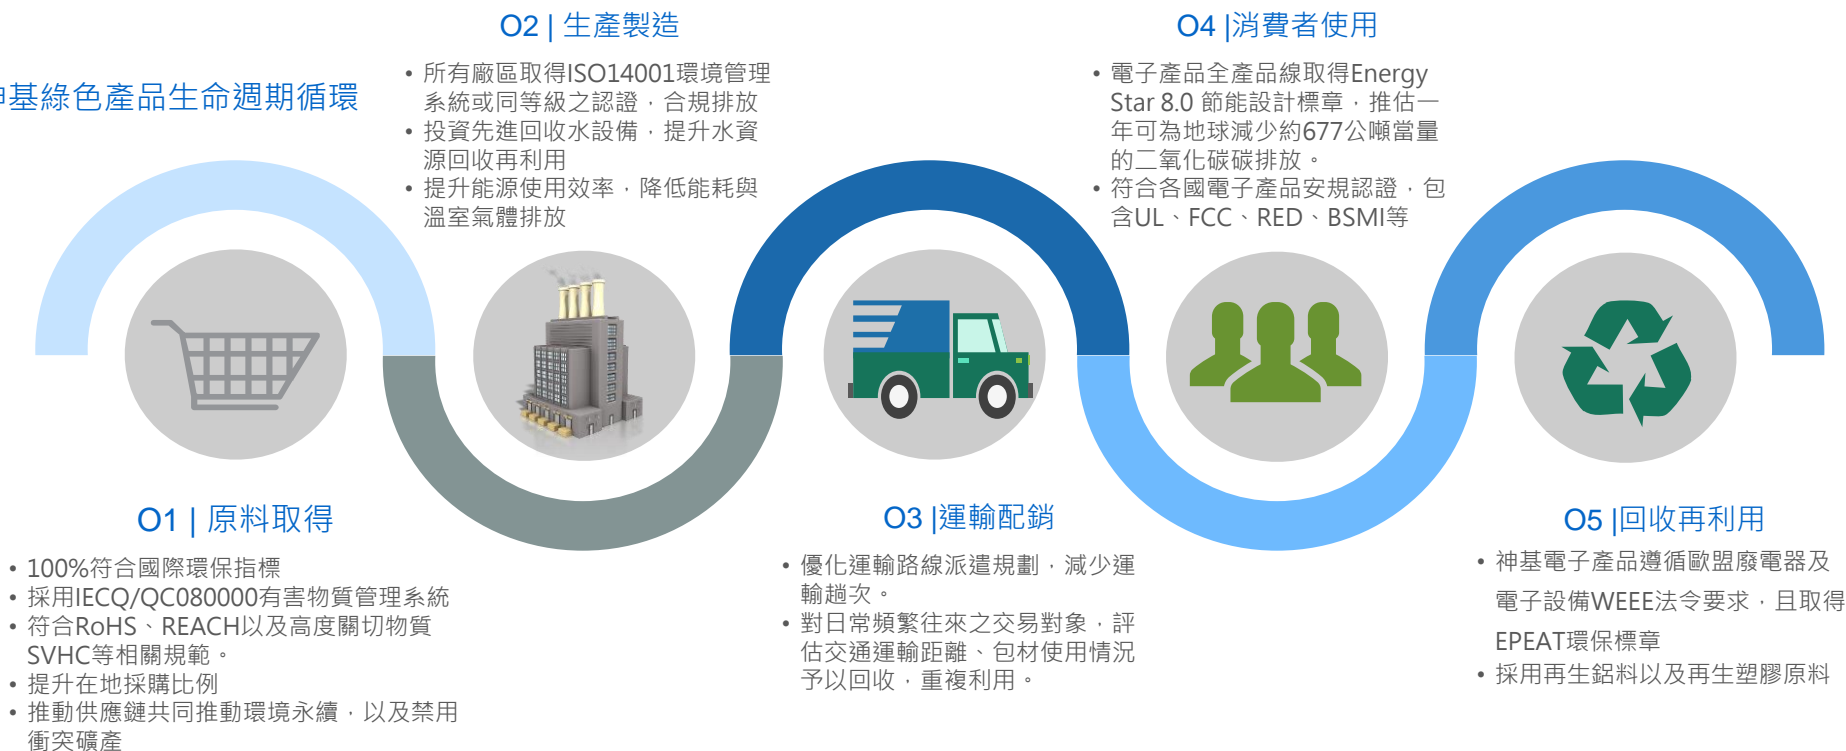 神基綠色產品生命週期循環
O1 | 原料取得
• 100%符合國際環保指標
• 採用IECQ/QC080000有害物質管理系統
• 符合RoHS、REACH以及高度關切物質
SVHC等相關規範。
• 提升在地採購比例
• 推動供應鏈共同推動環境永續，以及禁用
衝突礦產
O2 | 生產製造
• 所有廠區取得ISO14001環境管理
系統或同等級之認證，合規排放
• 投資先進回收水設備，提升水資
源回收再利用
• 提升能源使用效率，降低能耗與
溫室氣體排放
O3 |運輸配銷
• 優化運輸路線派遣規劃，減少運
輸趟次。
• 對日常頻繁往來之交易對象，評
估交通運輸距離、包材使用情況
予以回收，重複利用。
O4 |消費者使用
• 電子產品全產品線取得Energy
Star 8.0 節能設計標章，推估一
年可為地球減少約677公噸當量
的二氧化碳碳排放。
• 符合各國電子產品安規認證，包
含UL、FCC、RED、BSMI等
O5 |回收再利用
• 神基電子產品遵循歐盟廢電器及
電子設備WEEE法令要求，且取得
EPEAT環保標章
• 採用再生鋁料以及再生塑膠原料